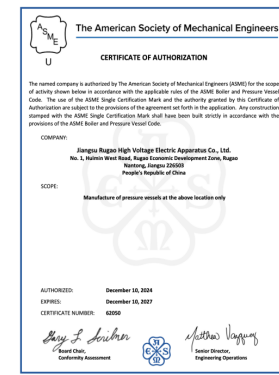 A S M E
The American Society of Mechanical Engineers
U
CERTIFICATE OF AUTHORIZATION
The named company is authorized by The American Society of Mechanical Engineers (ASME) for the scope
of activity shown below in accordance with the applicable rules of the ASME Boiler and Pressure Vessel
Code. The use of the ASME Single Certification Mark and the authority granted by this Certificate of
Authorization are subject to the provisions of the agreement set forth in the application. Any construction
stamped with the ASME Single Certification Mark shall have been built strictly in accordance with the
provisions of the ASME Boiler and Pressure Vessel Code.
COMPANY:
Jiangsu Rugao High Voltage Electric Apparatus Co., Ltd.
No. 1, Huimin West Road, Rugao Economic Development Zone, Rugao
Nantong, Jiangsu 226503
People's Republic of China
SCOPE:
Manufacture of pressure vessels at the above location only
AUTHORIZED: December 10, 2024
EXPIRES: December 10, 2027
CERTIFICATE NUMBER: 62050
Board Chair,
Conformity Assessment
Senior Director,
Engineering Operations